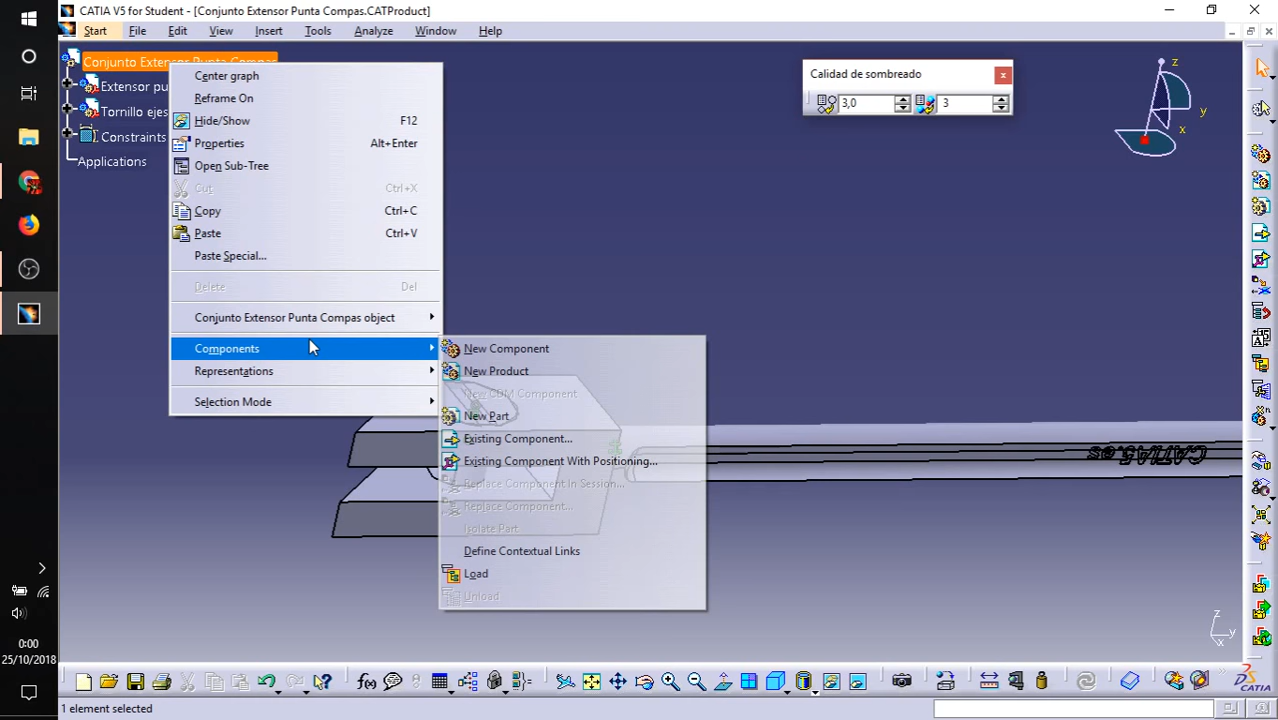 CATIA V5 for Student - [Conjunto Extensor Punta Compas.CATProduct]
Start File Edit View Insert Tools Analyze Window Help
Conjunto Extensor Punta Compas
Extensor pu
Tornillo ejes
Constraints
Applications
Center graph
Reframe On
Hide/Show F12
Properties Alt+Enter
Open Sub-Tree
Cut Ctrl+X
Copy Ctrl+C
Paste Ctrl+V
Paste Special...
Delete Del
Conjunto Extensor Punta Compas object
Components
Representations
Selection Mode
New Component
New Product
New CDM Component
New Part
Existing Component...
Existing Component With Positioning...
Replace Component In Session...
Replace Component...
Isolate Part
Define Contextual Links
Load
Unload
Calidad de sombreado x
3,0 3
z
y
x
CATIA5.es
z
y
x
0:00
25/10/2018
f(x)
CATIA
1 element selected